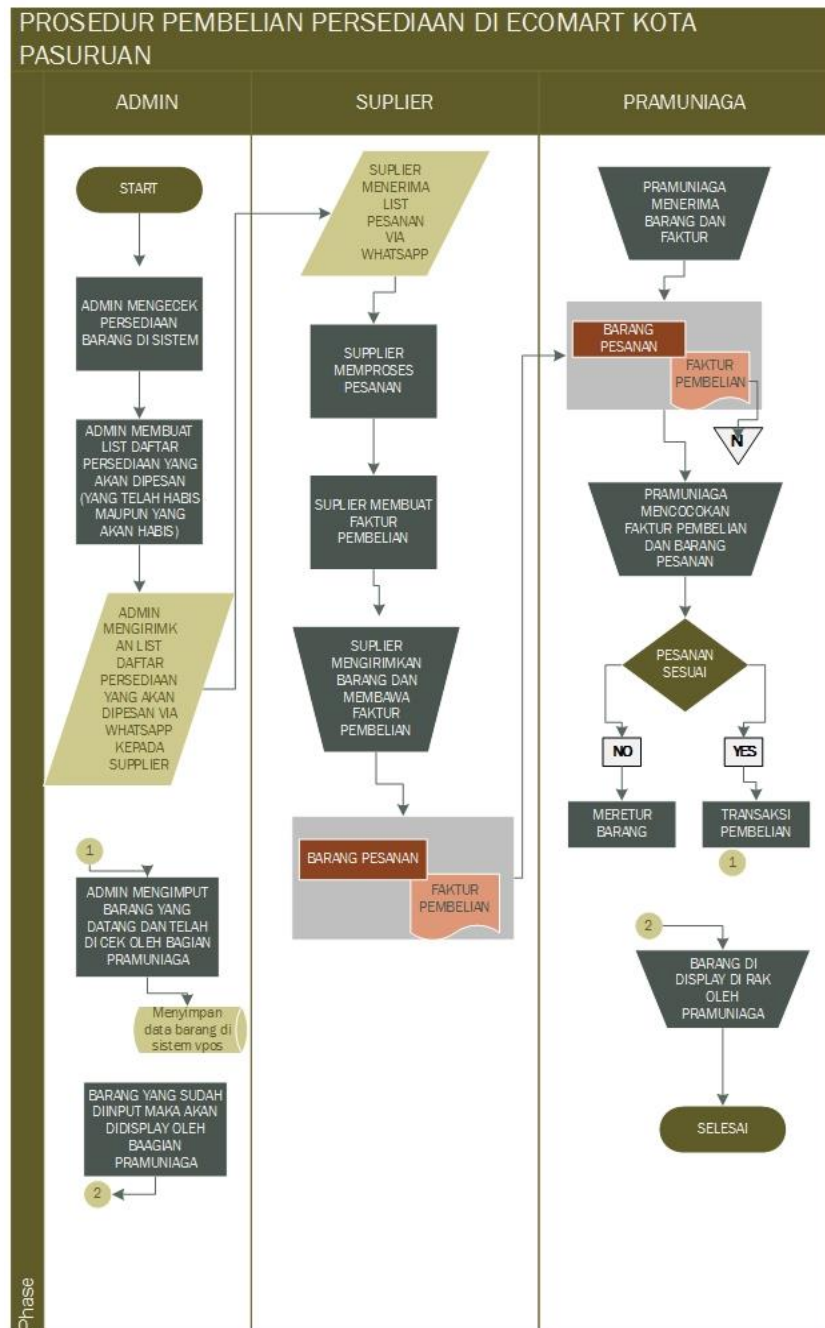 PROSEDUR PEMBELIAN PERSEDIAAN DI ECOMART KOTA
PASURUAN
ADMIN
SUPLIER
PRAMUNIAGA
START
ADMIN MENGECEK
PERSEDIAAN
BARANG DI SISTEM
ADMIN MEMBUAT
LIST DAFTAR
PERSEDIAAN YANG
AKAN DIPESAN
(YANG TELAH HABIS
MAUPUN YANG
AKAN HABIS)
ADMIN
MENGIRIMK
AN LIST
DAFTAR
PERSEDIAAN
YANG AKAN
DIPESAN VIA
WHATSAPP
KEPADA
SUPPLIER
1
ADMIN MENGIMPUT
BARANG YANG
DATANG DAN TELAH
DI CEK OLEH BAGIAN
PRAMUNIAGA
Menyimpan
data barang di
sistem vpos
BARANG YANG SUDAH
DIINPUT MAKA AKAN
DIDISPLAY OLEH
BAAGIAN
PRAMUNIAGA
2
SUPLIER
MENERIMA
LIST
PESANAN
VIA
WHATSAPP
SUPPLIER
MEMPROSES
PESANAN
SUPLIER MEMBUAT
FAKTUR
PEMBELIAN
SUPLIER
MENGIRIMKAN
BARANG DAN
MEMBAWA
FAKTUR
PEMBELIAN
BARANG PESANAN
FAKTUR
PEMBELIAN
PRAMUNIAGA
MENERIMA
BARANG DAN
FAKTUR
BARANG
PESANAN
FAKTUR
PEMBELIAN
N
PRAMUNIAGA
MENCOCOKAN
FAKTUR PEMBELIAN
DAN BARANG
PESANAN
PESANAN
SESUAI
NO
YES
MERETUR
BARANG
TRANSAKSI
PEMBELIAN
1
2
BARANG DI
DISPLAY DI RAK
OLEH
PRAMUNIAGA
SELESAI
Phase